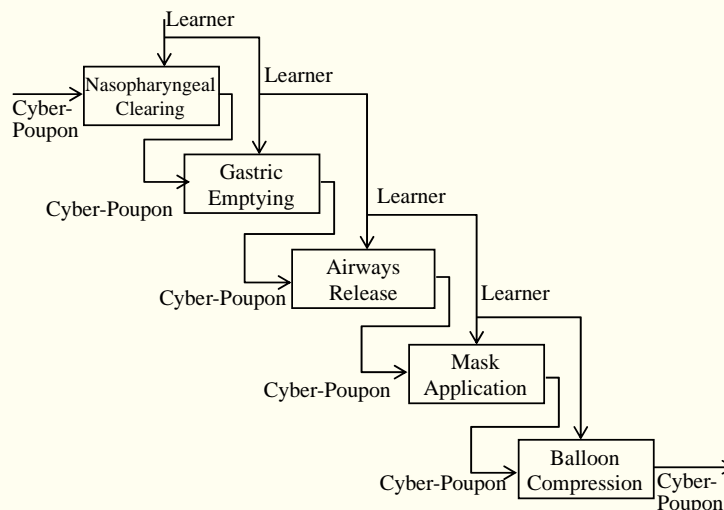 Learner
Nasopharyngeal
Clearing
Cyber-
Poupon
Learner
Gastric
Emptying
Cyber-Poupon
Learner
Airways
Release
Cyber-Poupon
Learner
Mask
Application
Cyber-Poupon
Balloon
Compression
Cyber-Poupon
Cyber-
Poupon